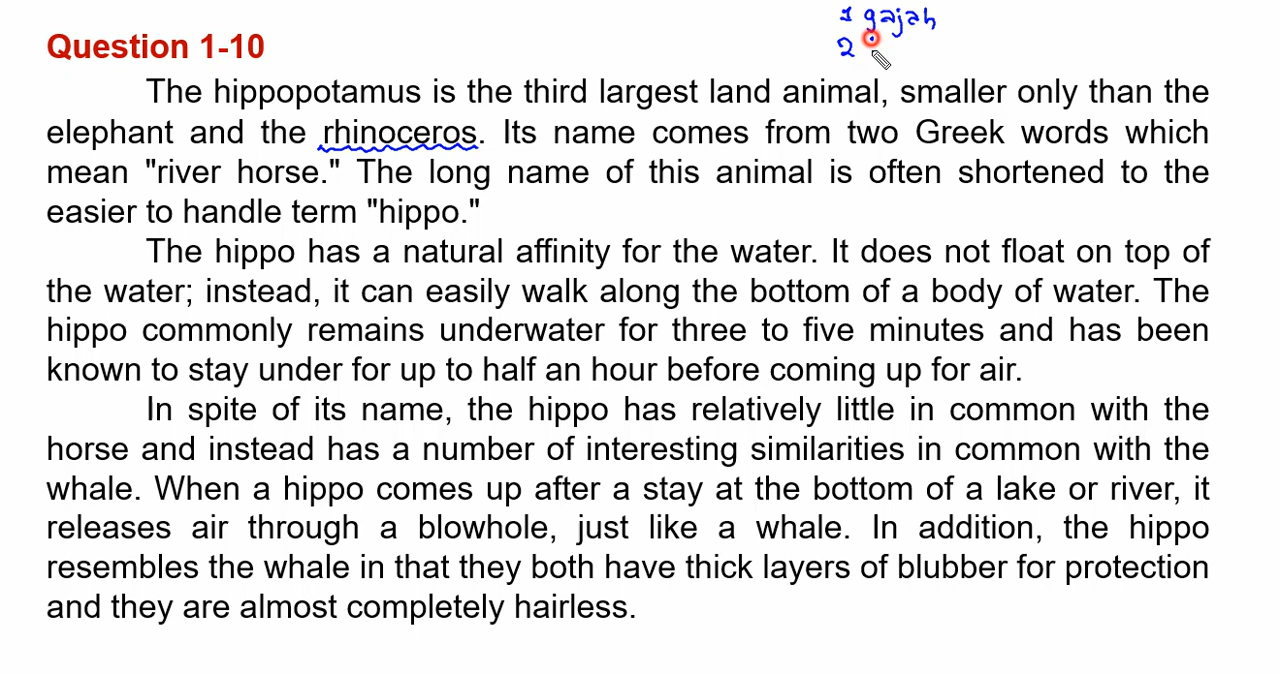 1 gajah
2
Question 1-10
The hippopotamus is the third largest land animal, smaller only than the
elephant and the rhinoceros. Its name comes from two Greek words which
mean "river horse." The long name of this animal is often shortened to the
easier to handle term "hippo."
The hippo has a natural affinity for the water. It does not float on top of
the water; instead, it can easily walk along the bottom of a body of water. The
hippo commonly remains underwater for three to five minutes and has been
known to stay under for up to half an hour before coming up for air.
In spite of its name, the hippo has relatively little in common with the
horse and instead has a number of interesting similarities in common with the
whale. When a hippo comes up after a stay at the bottom of a lake or river, it
releases air through a blowhole, just like a whale. In addition, the hippo
resembles the whale in that they both have thick layers of blubber for protection
and they are almost completely hairless.